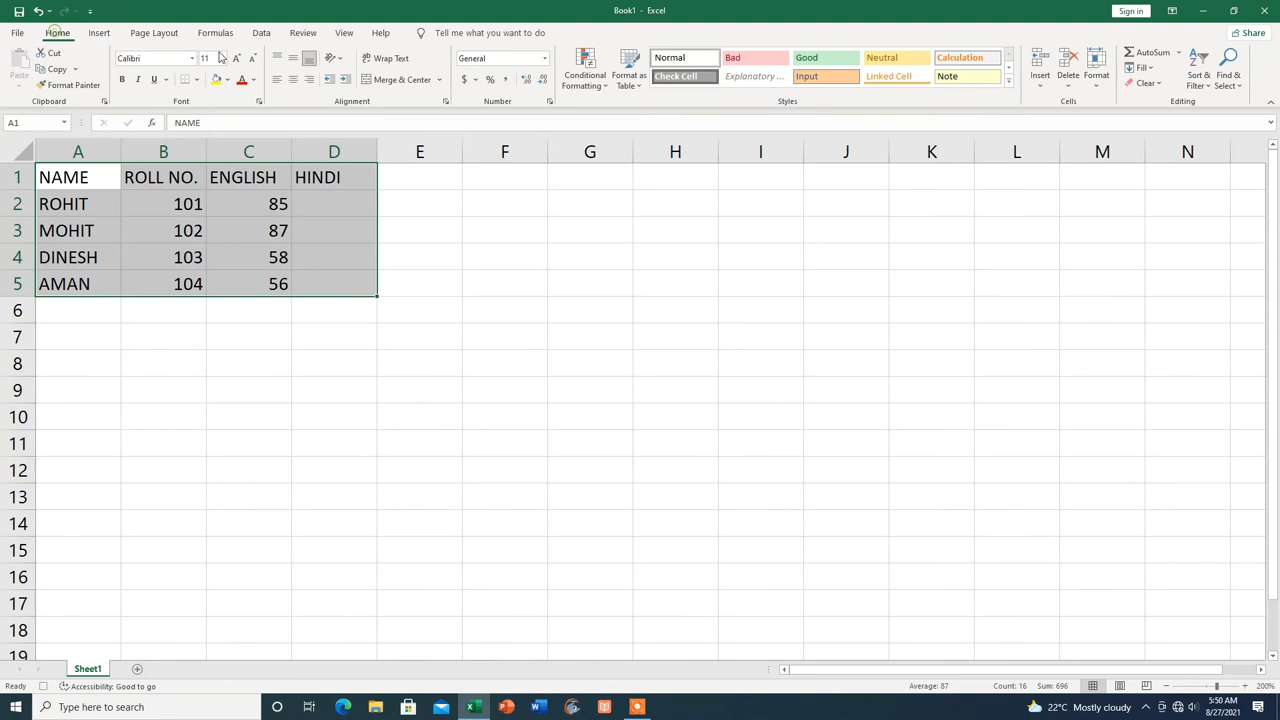 Book1 - Excel
Sign in
File Home Insert Page Layout Formulas Data Review View Help Tell me what you want to do Share
Cut
Copy
Format Painter
Paste
Clipboard
Calibri 11
B I U
Font
Wrap Text
Merge & Center
Alignment
General
$ % ,
Number
Conditional Formatting
Format as Table
Normal Bad Good Neutral Calculation
Check Cell Explanatory ... Input Linked Cell Note
Styles
Insert Delete Format
Cells
AutoSum
Fill
Clear
Sort & Filter
Find & Select
Editing
A1 fx NAME
A B C D E F G H I J K L M N
1 NAME ROLL NO. ENGLISH HINDI
2 ROHIT 101 85
3 MOHIT 102 87
4 DINESH 103 58
5 AMAN 104 56
6
7
8
9
10
11
12
13
14
15
16
17
18
19
Sheet1
Ready Accessibility: Good to go Average: 87 Count: 16 Sum: 696 200%
Type here to search
22°C Mostly cloudy
5:50 AM
8/27/2021